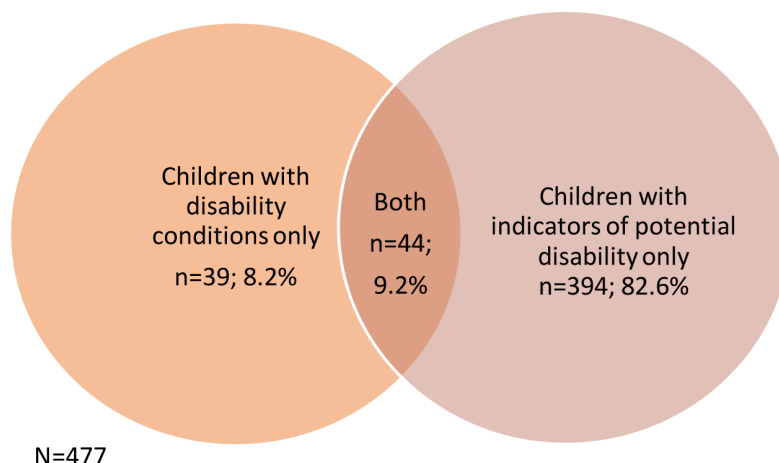 Children with
disability
conditions only
n=39; 8.2%
Both
n=44;
9.2%
Children with
indicators of potential
disability only
n=394; 82.6%
N=477